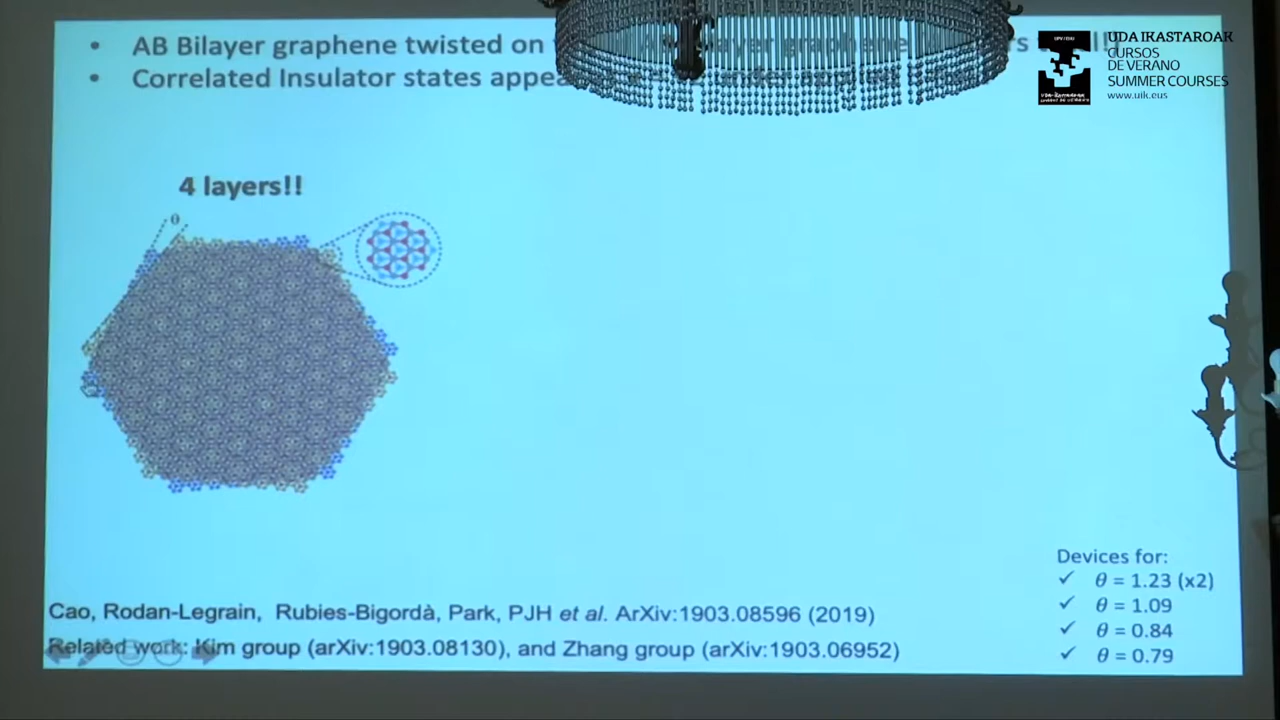 AB Bilayer graphene twisted on
Correlated Insulator states
UDA IKASTAROAK
CURSOS
DE VERANO
SUMMER COURSES
www.uik.eus
4 layers!!
θ
Devices for:
✓ θ = 1.23 (x2)
✓ θ = 1.09
✓ θ = 0.84
✓ θ = 0.79
Cao, Rodan-Legrain, Rubies-Bigordà, Park, PJH et al. ArXiv:1903.08596 (2019)
Related work: Kim group (arXiv:1903.08130), and Zhang group (arXiv:1903.06952)